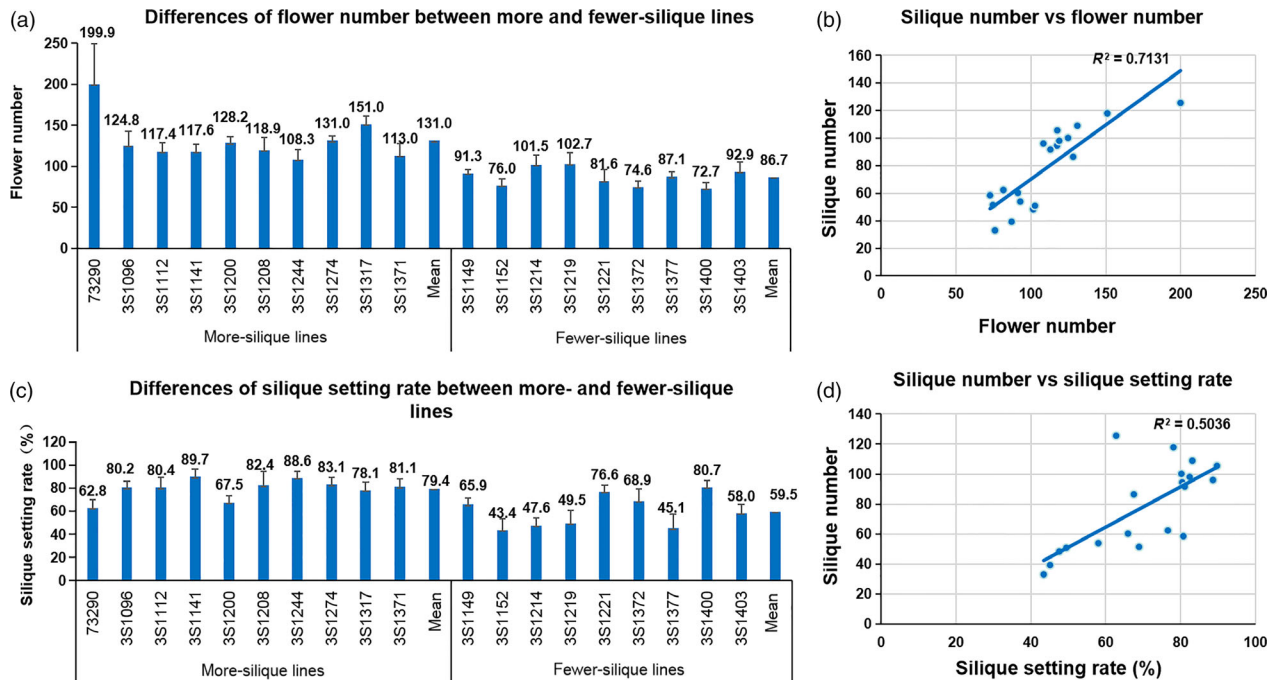 (a)
Differences of flower number between more and fewer-silique lines
Flower number
250
200
150
100
50
0
199.9
124.8
117.4
117.6
128.2
118.9
108.3
131.0
151.0
113.0
131.0
91.3
76.0
101.5
102.7
81.6
74.6
87.1
72.7
92.9
86.7
73290
3S1096
3S1112
3S1141
3S1200
3S1208
3S1244
3S1274
3S1317
3S1371
Mean
3S1149
3S1152
3S1214
3S1219
3S1221
3S1372
3S1377
3S1400
3S1403
Mean
More-silique lines
Fewer-silique lines
(b)
Silique number vs flower number
R² = 0.7131
Silique number
160
140
120
100
80
60
40
20
0
0
50
100
150
200
250
Flower number
(c)
Differences of silique setting rate between more- and fewer-silique
lines
Silique setting rate (%)
120
100
80
60
40
20
0
62.8
80.2
80.4
89.7
67.5
82.4
88.6
83.1
78.1
81.1
79.4
65.9
43.4
47.6
49.5
76.6
68.9
45.1
80.7
58.0
59.5
73290
3S1096
3S1112
3S1141
3S1200
3S1208
3S1244
3S1274
3S1317
3S1371
Mean
3S1149
3S1152
3S1214
3S1219
3S1221
3S1372
3S1377
3S1400
3S1403
Mean
More-silique lines
Fewer-silique lines
(d)
Silique number vs silique setting rate
R² = 0.5036
Silique number
140
120
100
80
60
40
20
0
0
20
40
60
80
100
Silique setting rate (%)